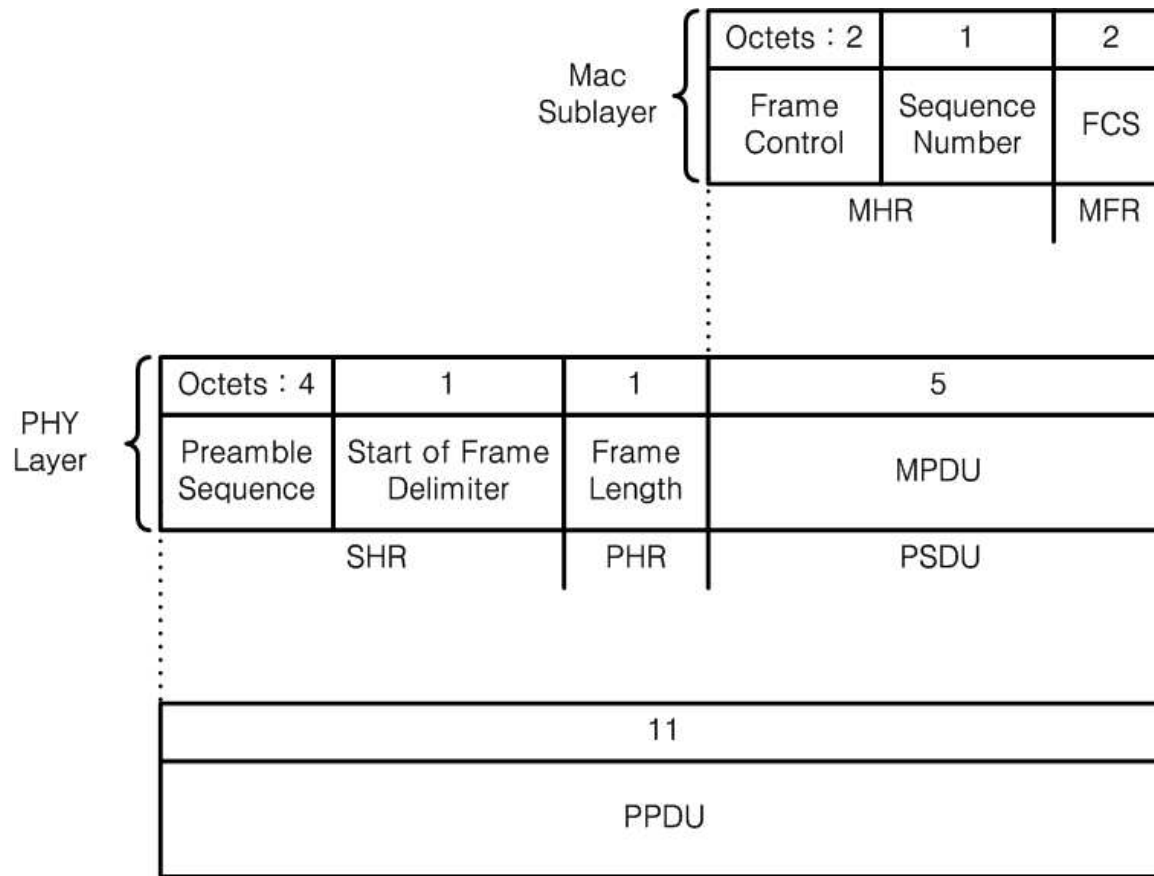 Octets : 2 1 2
Mac
Sublayer
Frame
Control
Sequence
Number
FCS
MHR MFR
Octets : 4 1 1 5
PHY
Layer
Preamble
Sequence
Start of Frame
Delimiter
Frame
Length
MPDU
SHR PHR PSDU
11
PPDU